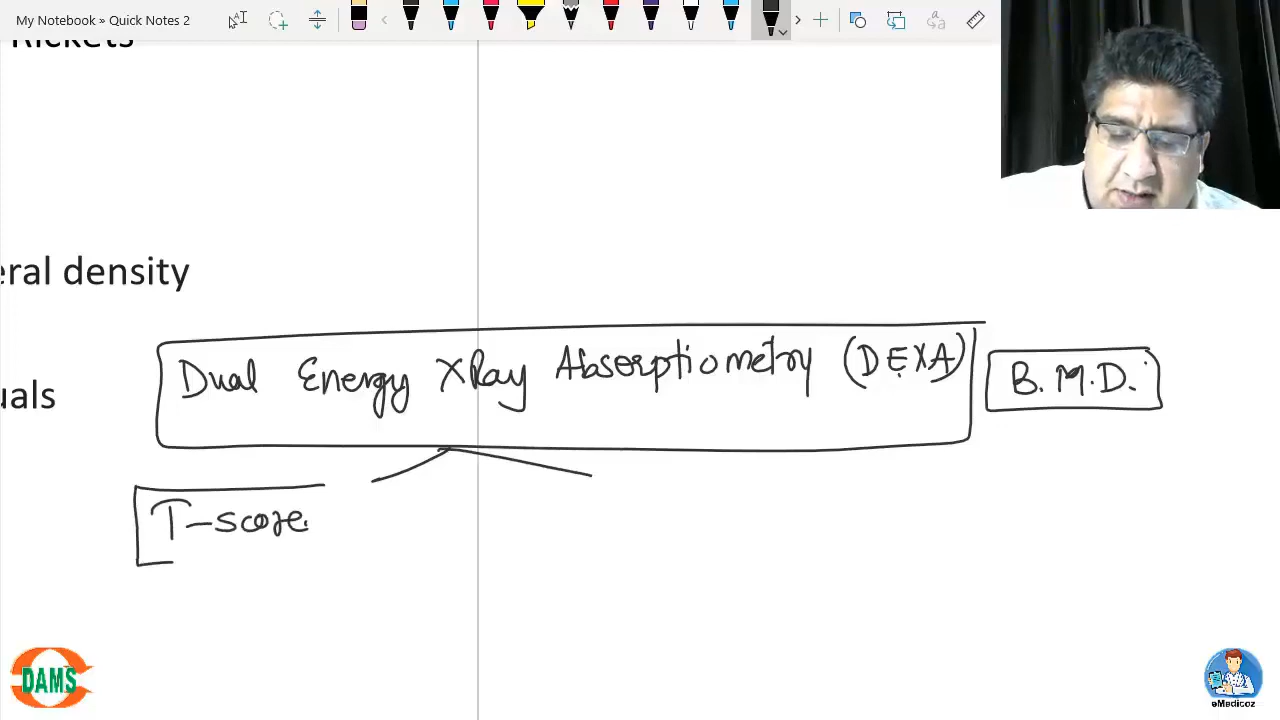 My Notebook » Quick Notes 2
Rickets
eral density
Dual Energy XRay Absorptiometry (DEXA)
B.M.D.
uals
T-score
DAMS
eMedicoz